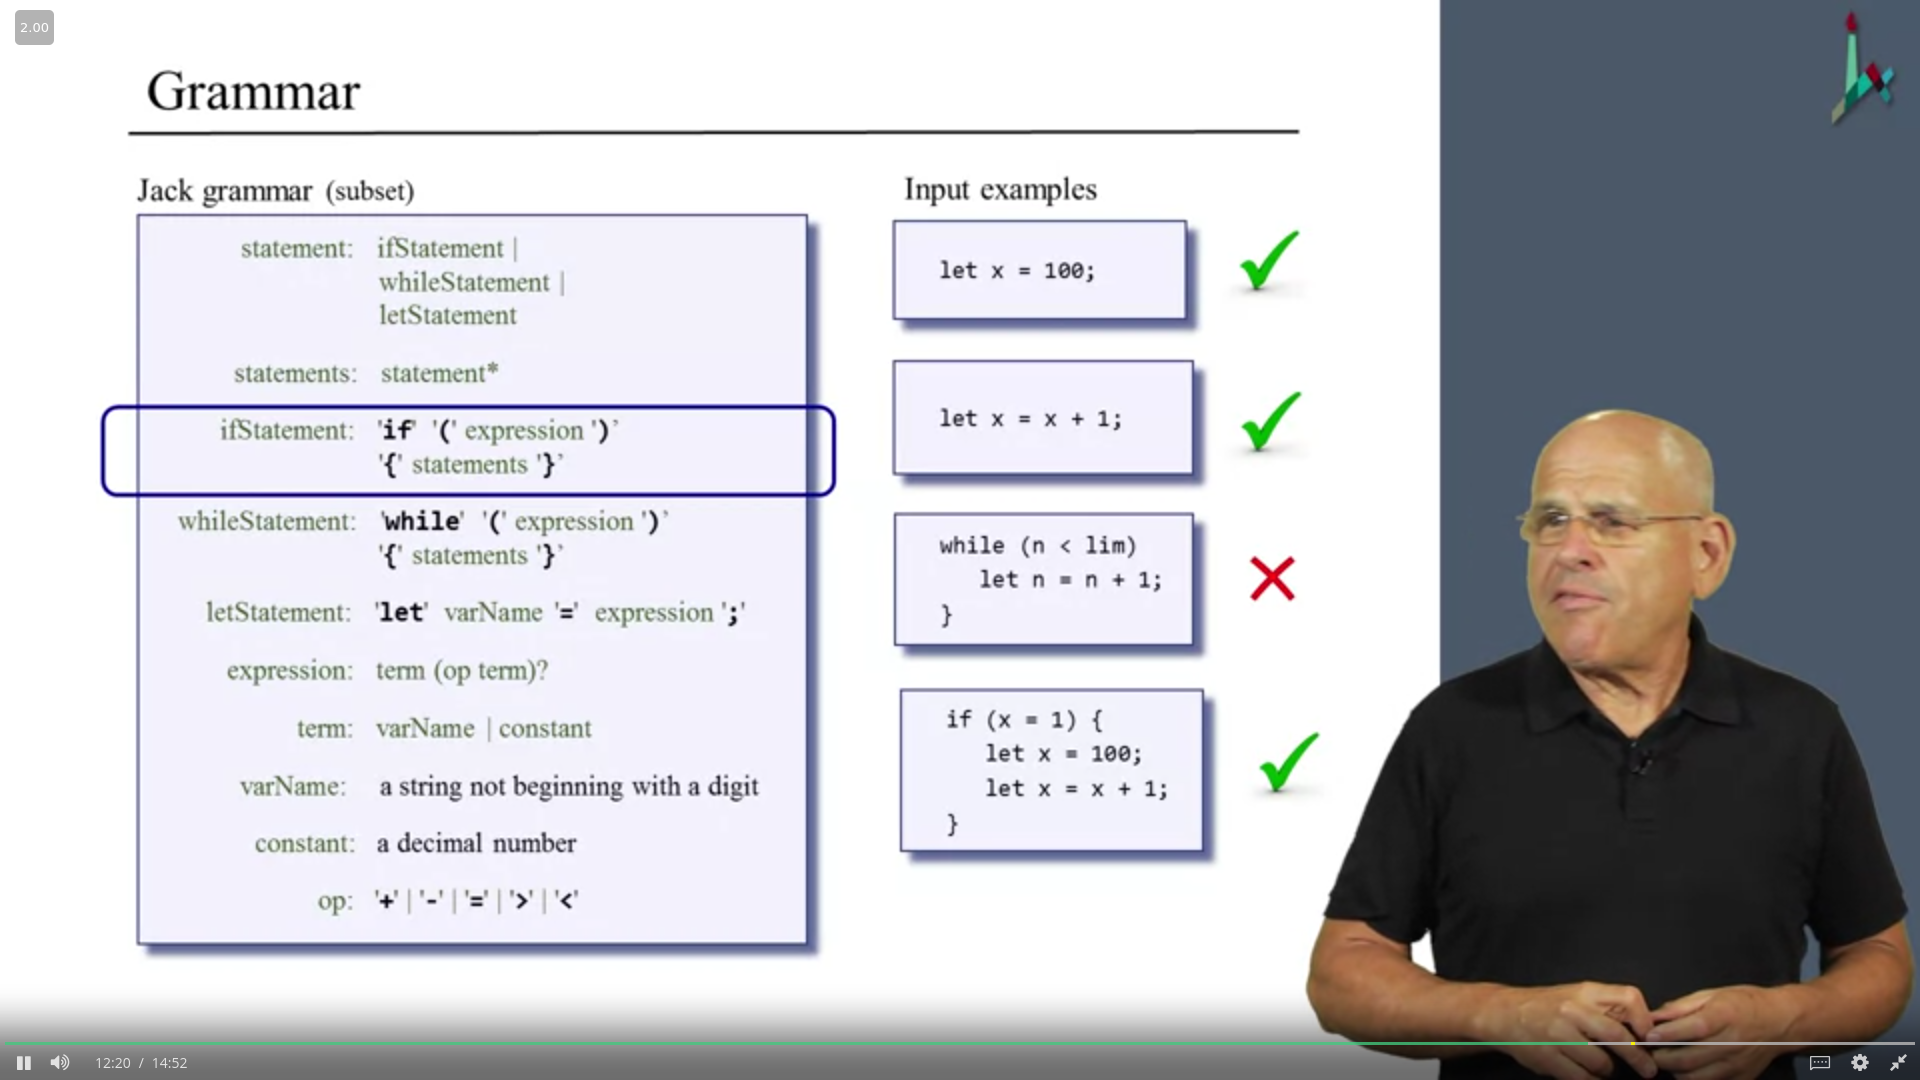 2.00
Grammar
Jack grammar (subset)
statement: ifStatement |
whileStatement |
letStatement
statements: statement*
ifStatement: 'if' '(' expression ')'
'{' statements '}'
whileStatement: 'while' '(' expression ')'
'{' statements '}'
letStatement: 'let' varName '=' expression ';'
expression: term (op term)?
term: varName | constant
varName: a string not beginning with a digit
constant: a decimal number
op: '+' | '-' | '=' | '>' | '<'
Input examples
let x = 100;
let x = x + 1;
while (n < lim)
let n = n + 1;
}
if (x = 1) {
let x = 100;
let x = x + 1;
}
12:20 / 14:52